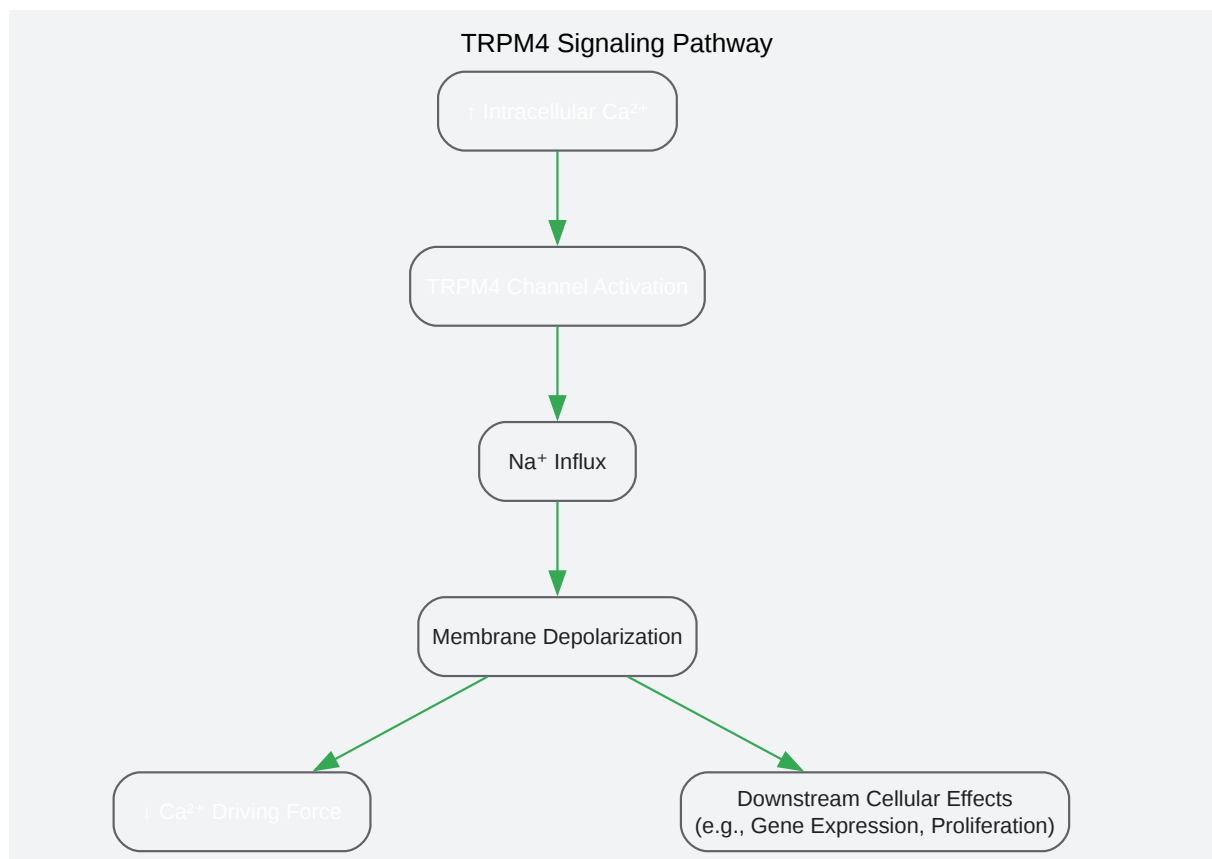 TRPM4 Signaling Pathway
↑ Intracellular Ca²⁺
TRPM4 Channel Activation
Na⁺ Influx
Membrane Depolarization
↓ Ca²⁺ Driving Force
Downstream Cellular Effects
(e.g., Gene Expression, Proliferation)